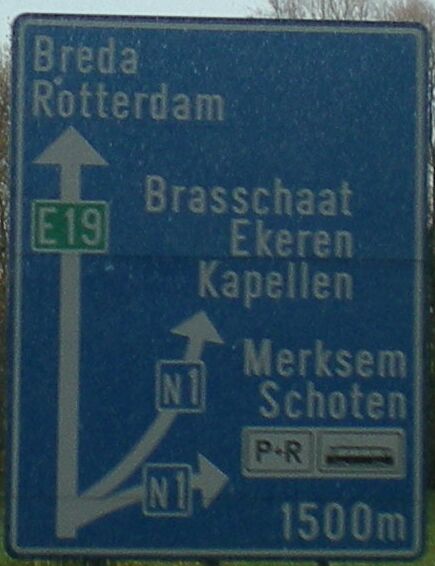 Breda
Rotterdam
E19
Brasschaat
Ekeren
Kapellen
N1
Merksem
Schoten
P+R
N1
1500m